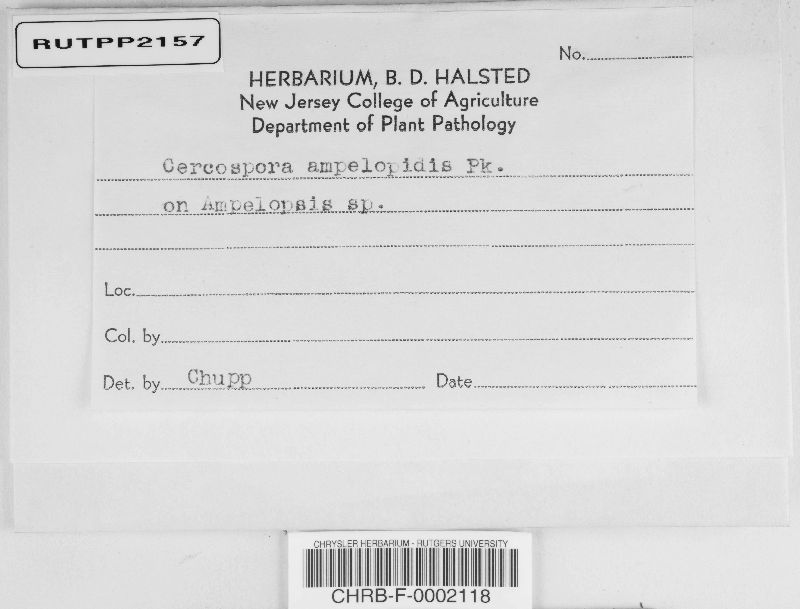 RUTPP2157
No.
HERBARIUM, B. D. HALSTED
New Jersey College of Agriculture
Department of Plant Pathology
Cercospora ampelopidis Pk.
on Ampelopsis sp.
Loc.
Col. by
Det. by Chupp Date
CHRYSLER HERBARIUM - RUTGERS UNIVERSITY
CHRB-F-0002118